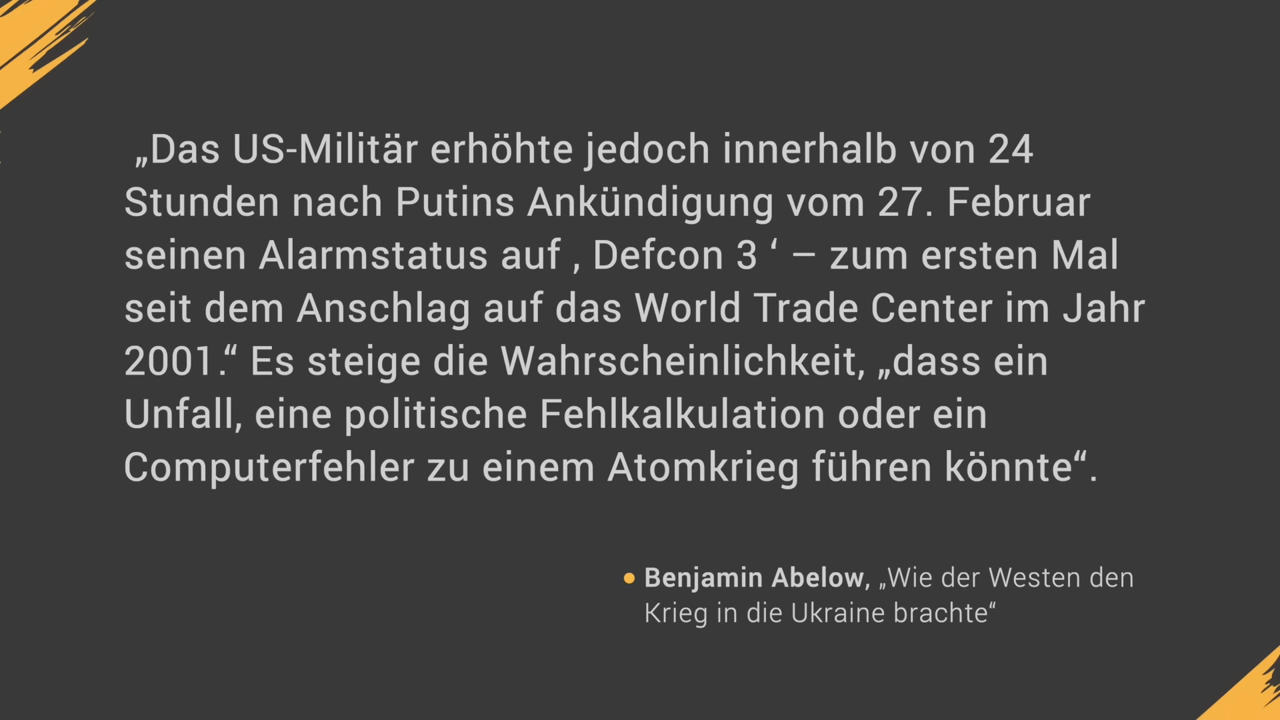 „Das US-Militär erhöhte jedoch innerhalb von 24
Stunden nach Putins Ankündigung vom 27. Februar
seinen Alarmstatus auf ‚ Defcon 3 ‘ – zum ersten Mal
seit dem Anschlag auf das World Trade Center im Jahr
2001.“ Es steige die Wahrscheinlichkeit, „dass ein
Unfall, eine politische Fehlkalkulation oder ein
Computerfehler zu einem Atomkrieg führen könnte“.
• Benjamin Abelow, „Wie der Westen den
Krieg in die Ukraine brachte“